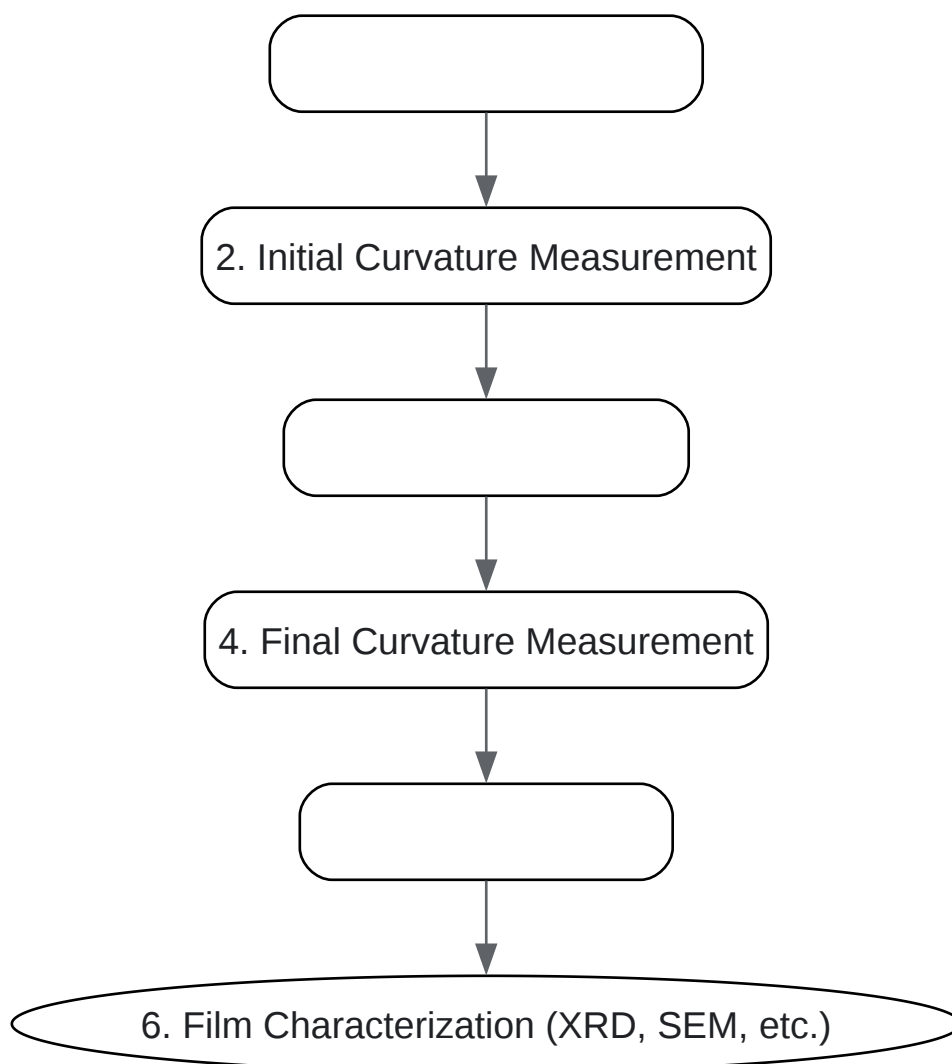 2. Initial Curvature Measurement
4. Final Curvature Measurement
6. Film Characterization (XRD, SEM, etc.)